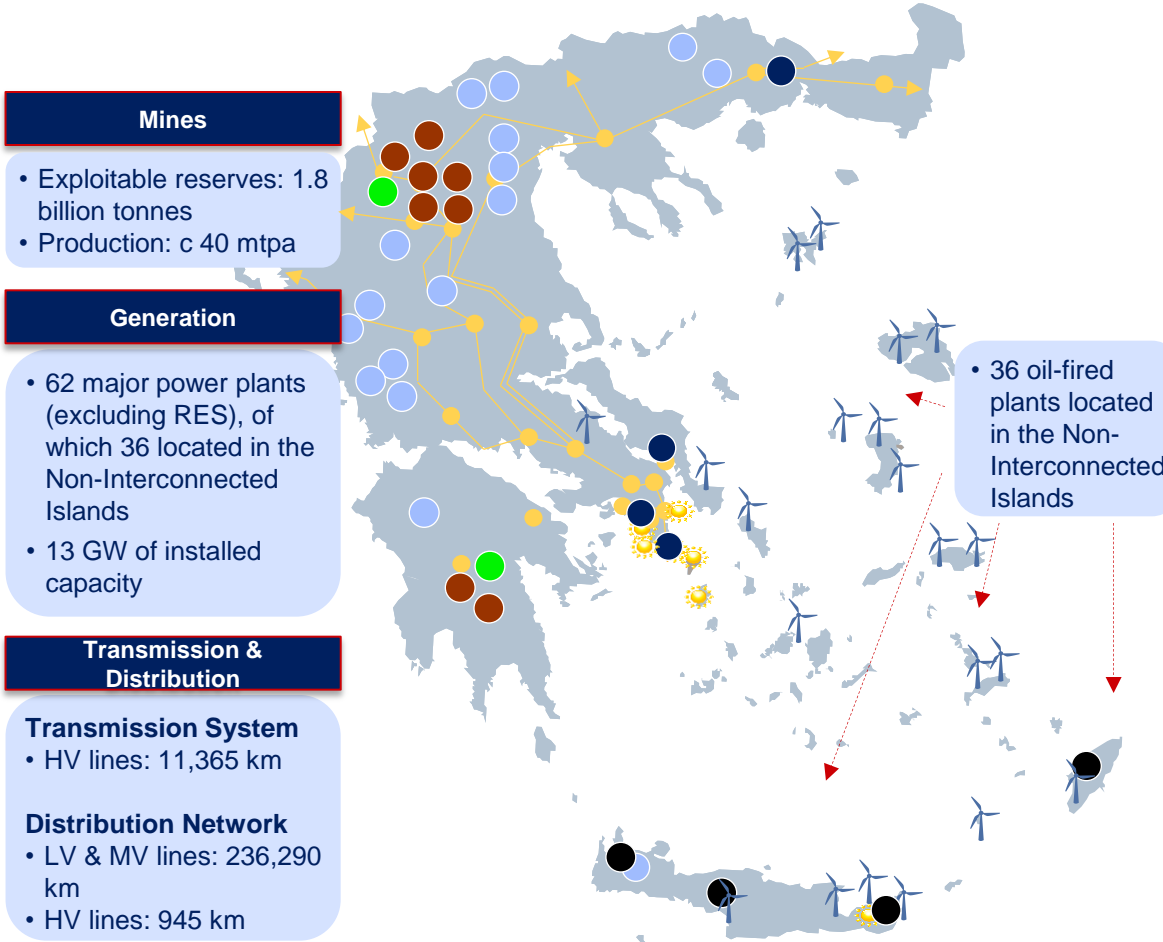 Mines
• Exploitable reserves: 1.8
billion tonnes
• Production: c 40 mtpa
Generation
• 62 major power plants
(excluding RES), of
which 36 located in the
Non-Interconnected
Islands
• 13 GW of installed
capacity
Transmission &
Distribution
Transmission System
• HV lines: 11,365 km
Distribution Network
• LV & MV lines: 236,290
km
• HV lines: 945 km
• 36 oil-fired
plants located
in the Non-
Interconnected
Islands